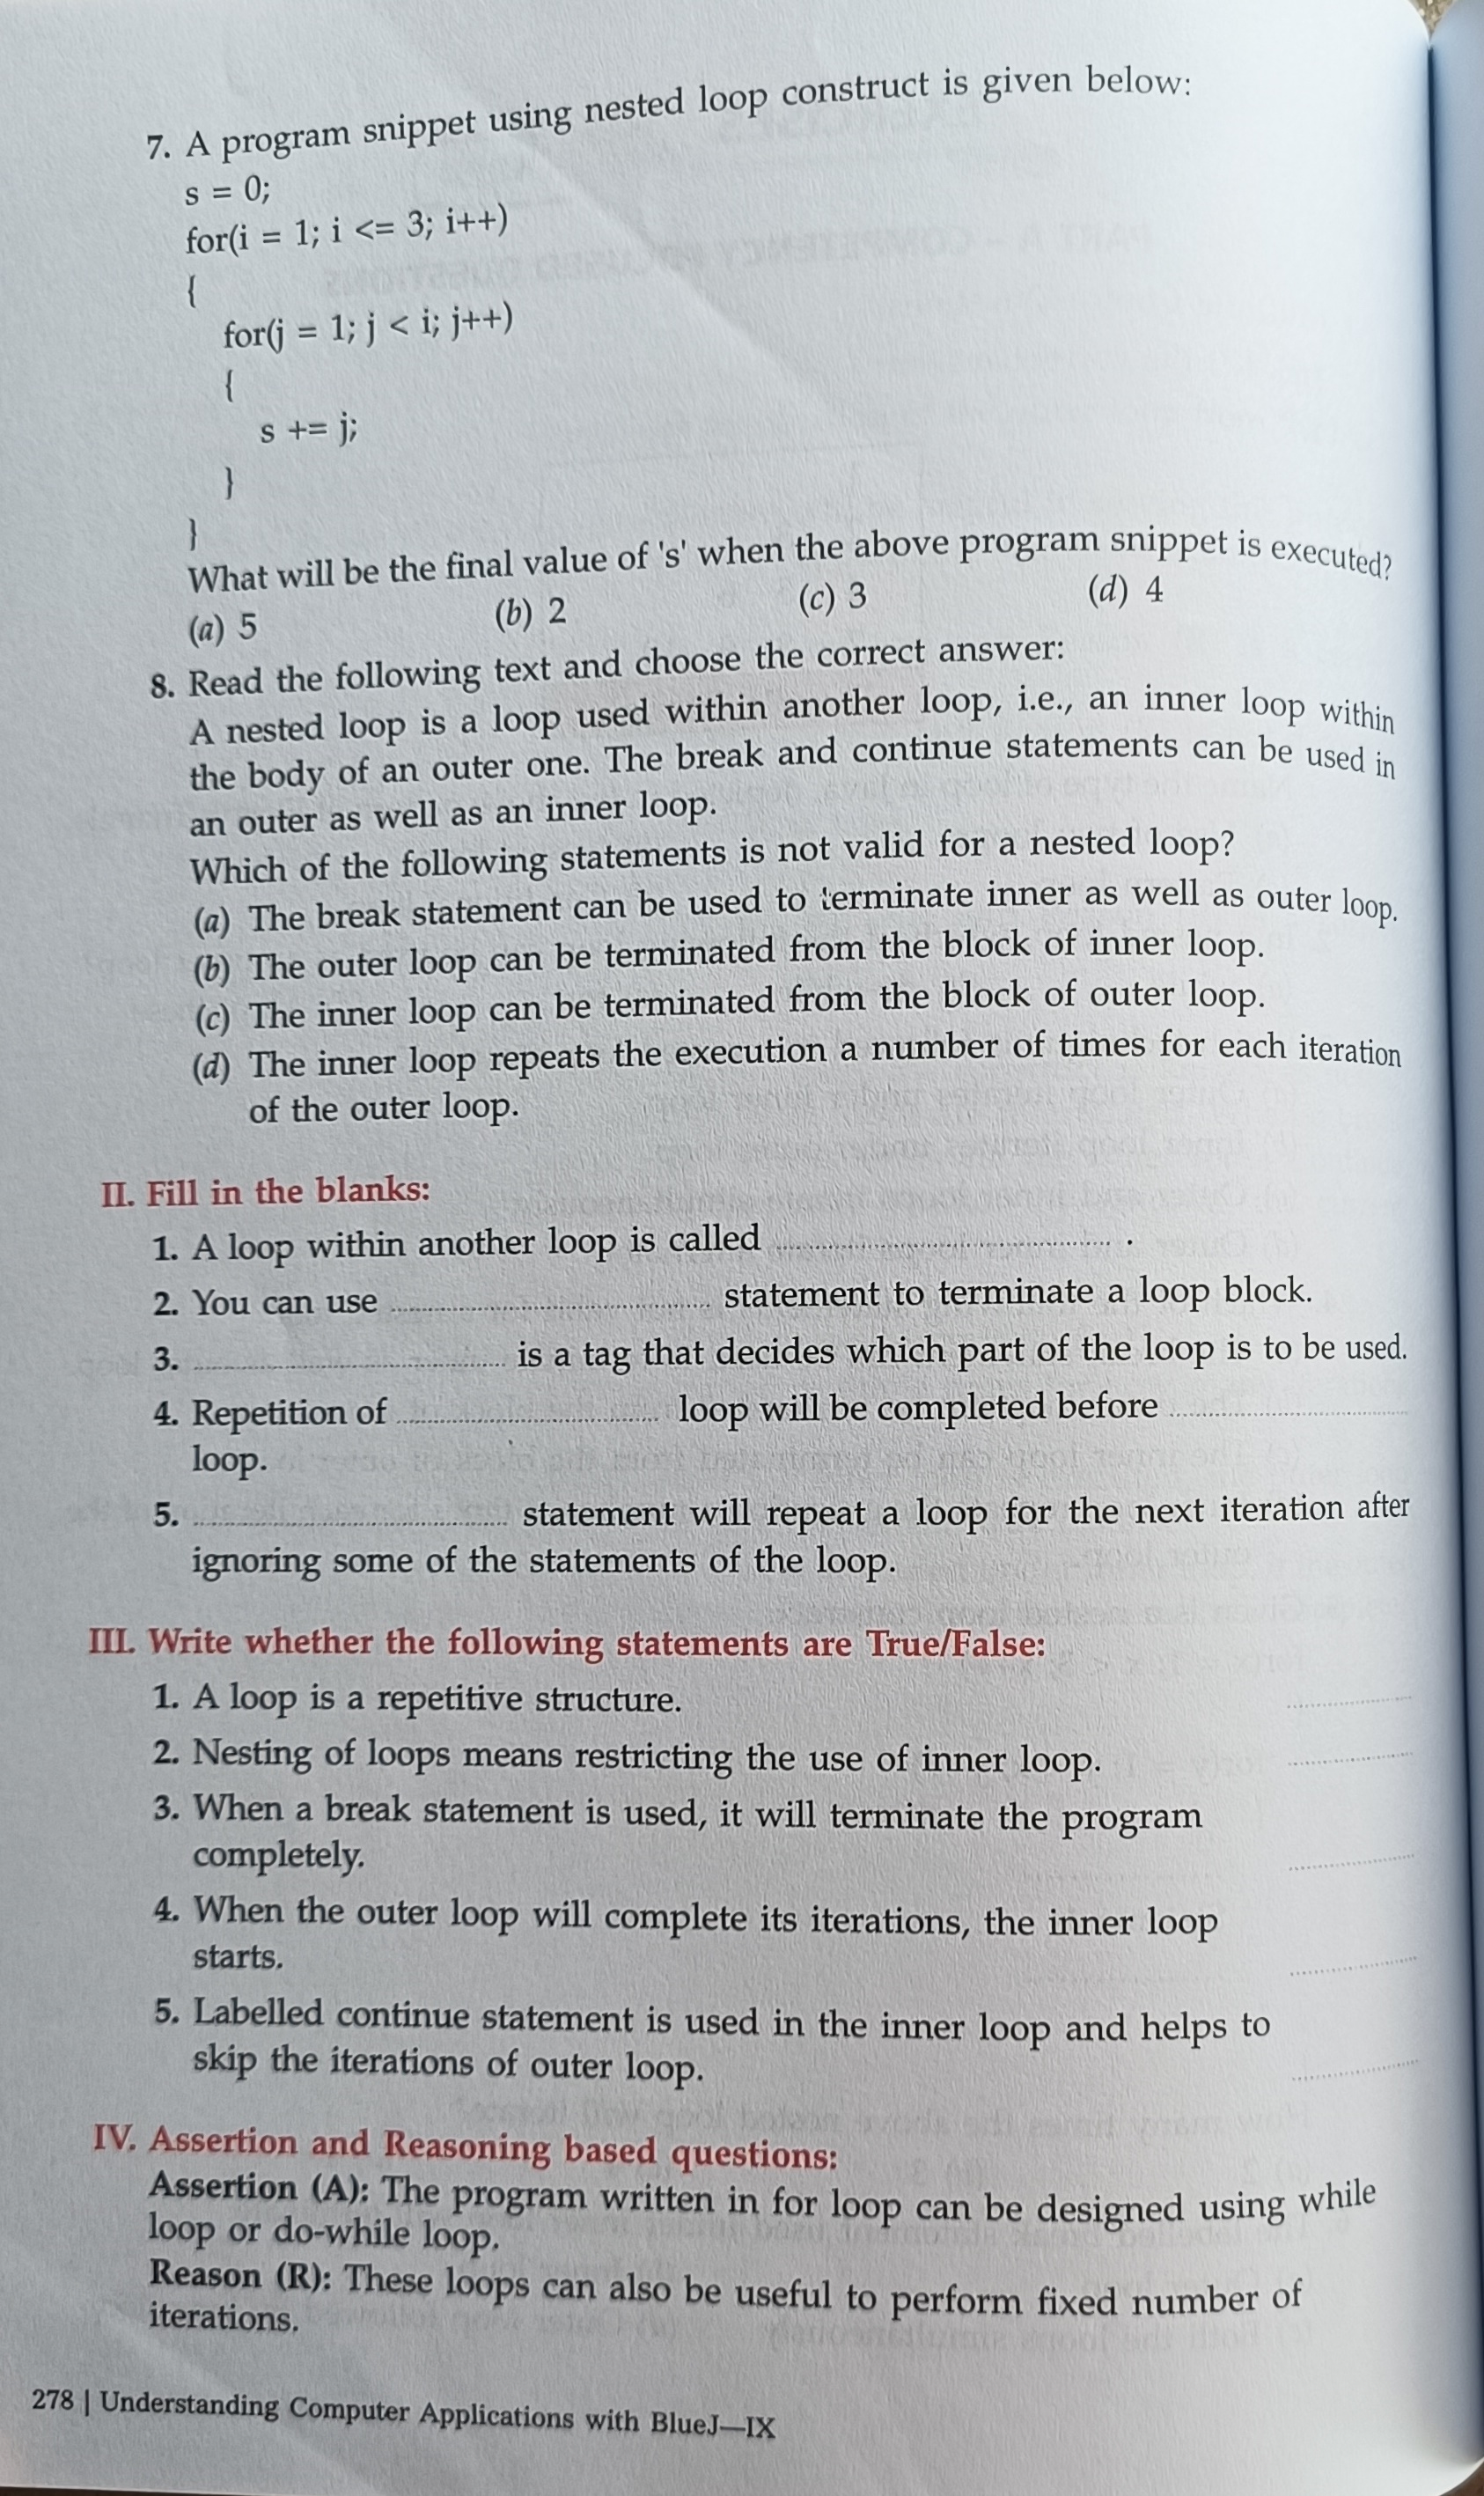 7. A program snippet using nested loop construct is given below:
s = 0;
for(i = 1; i <= 3; i++)
{
for(j = 1; j < i; j++)
{
s += j;
}
}
What will be the final value of 's' when the above program snippet is executed?
(a) 5 (b) 2 (c) 3 (d) 4
8. Read the following text and choose the correct answer:
A nested loop is a loop used within another loop, i.e., an inner loop within
the body of an outer one. The break and continue statements can be used in
an outer as well as an inner loop.
Which of the following statements is not valid for a nested loop?
(a) The break statement can be used to terminate inner as well as outer loop.
(b) The outer loop can be terminated from the block of inner loop.
(c) The inner loop can be terminated from the block of outer loop.
(d) The inner loop repeats the execution a number of times for each iteration
of the outer loop.
II. Fill in the blanks:
1. A loop within another loop is called .................... .
2. You can use .................... statement to terminate a loop block.
3. .................... is a tag that decides which part of the loop is to be used.
4. Repetition of .................... loop will be completed before ....................
loop.
5. .................... statement will repeat a loop for the next iteration after
ignoring some of the statements of the loop.
III. Write whether the following statements are True/False:
1. A loop is a repetitive structure. ..........
2. Nesting of loops means restricting the use of inner loop. ..........
3. When a break statement is used, it will terminate the program
completely. ..........
4. When the outer loop will complete its iterations, the inner loop
starts. ..........
5. Labelled continue statement is used in the inner loop and helps to
skip the iterations of outer loop. ..........
IV. Assertion and Reasoning based questions:
Assertion (A): The program written in for loop can be designed using while
loop or do-while loop.
Reason (R): These loops can also be useful to perform fixed number of
iterations.
278 | Understanding Computer Applications with BlueJ—IX